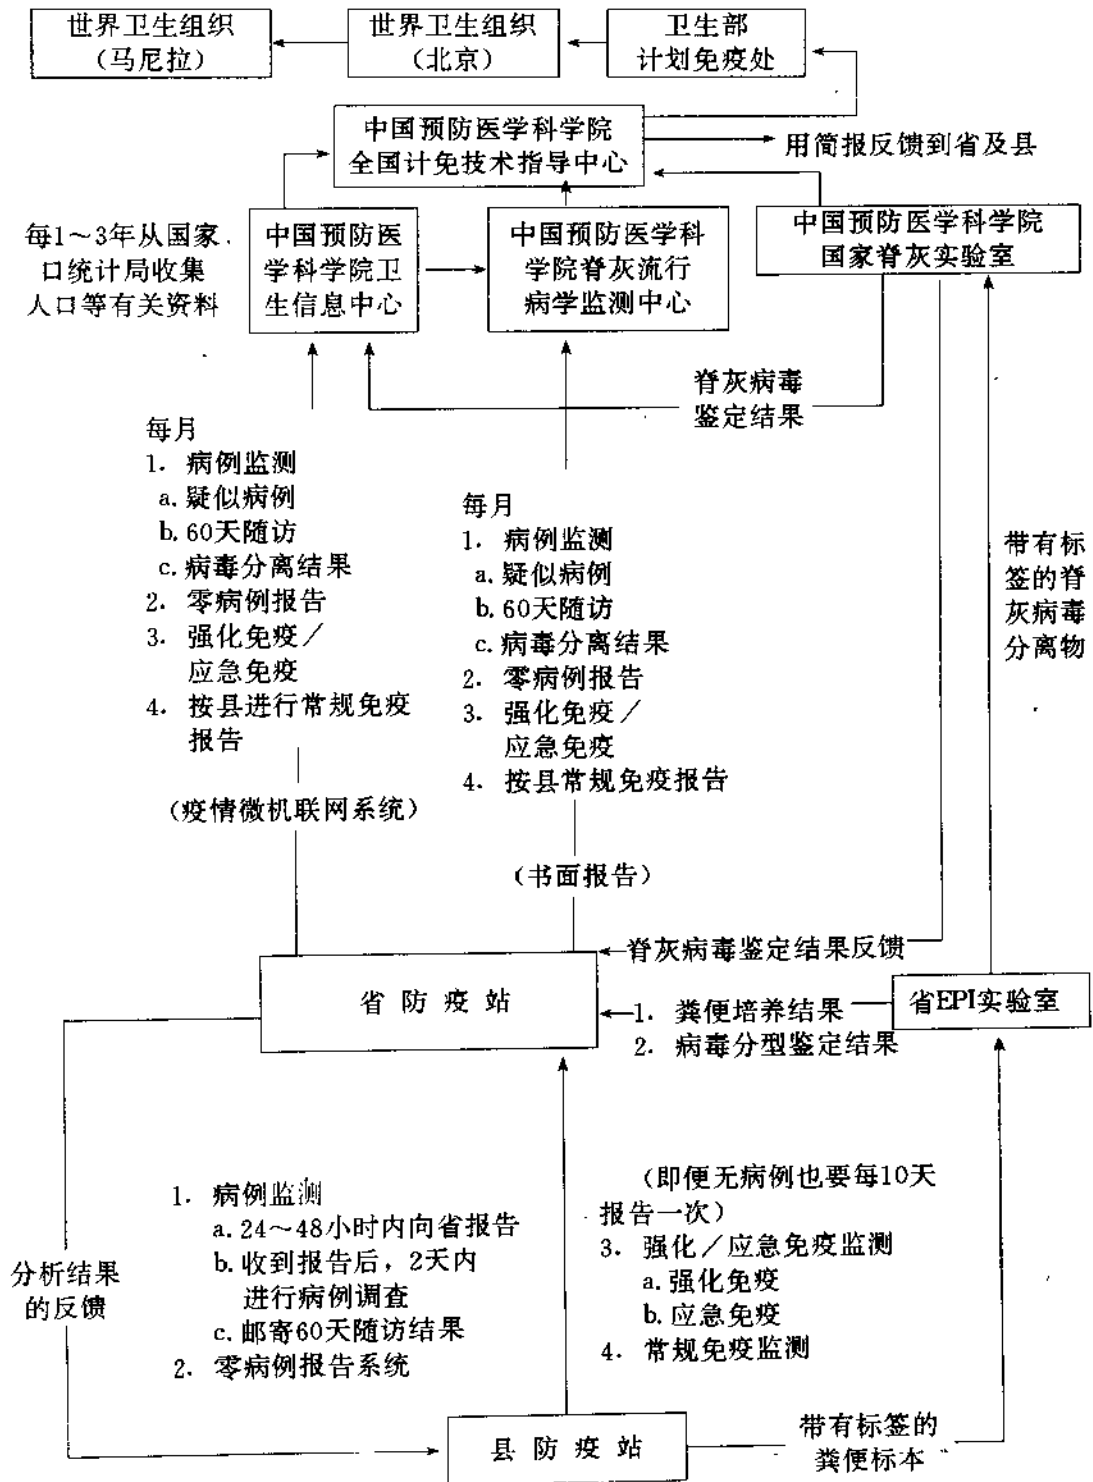 世界卫生组织
（马尼拉）
世界卫生组织
（北京）
卫生部
计划免疫处
中国预防医学科学院
全国计免技术指导中心
用简报反馈到省及县
每1～3年从国家
口统计局收集
人口等有关资料
中国预防医
学科学院卫
生信息中心
中国预防医学科
学院脊灰流行
病学监测中心
中国预防医学科学院
国家脊灰实验室
脊灰病毒
鉴定结果
每月
1. 病例监测
a.疑似病例
b.60天随访
c.病毒分离结果
2. 零病例报告
3. 强化免疫／
应急免疫
4. 按县进行常规免疫
报告
（疫情微机联网系统）
每月
1. 病例监测
a.疑似病例
b.60天随访
c.病毒分离结果
2. 零病例报告
3. 强化免疫／
应急免疫
4. 按县常规免疫报告
（书面报告）
带有标
签的脊
灰病毒
分离物
脊灰病毒鉴定结果反馈
省防疫站
1. 粪便培养结果
2. 病毒分型鉴定结果
省EPI实验室
分析结果
的反馈
1. 病例监测
a.24～48小时内向省报告
b.收到报告后，2天内
进行病例调查
c.邮寄60天随访结果
2. 零病例报告系统
（即便无病例也要每10天
报告一次）
3. 强化／应急免疫监测
a.强化免疫
b.应急免疫
4. 常规免疫监测
县防疫站
带有标签的
粪便标本